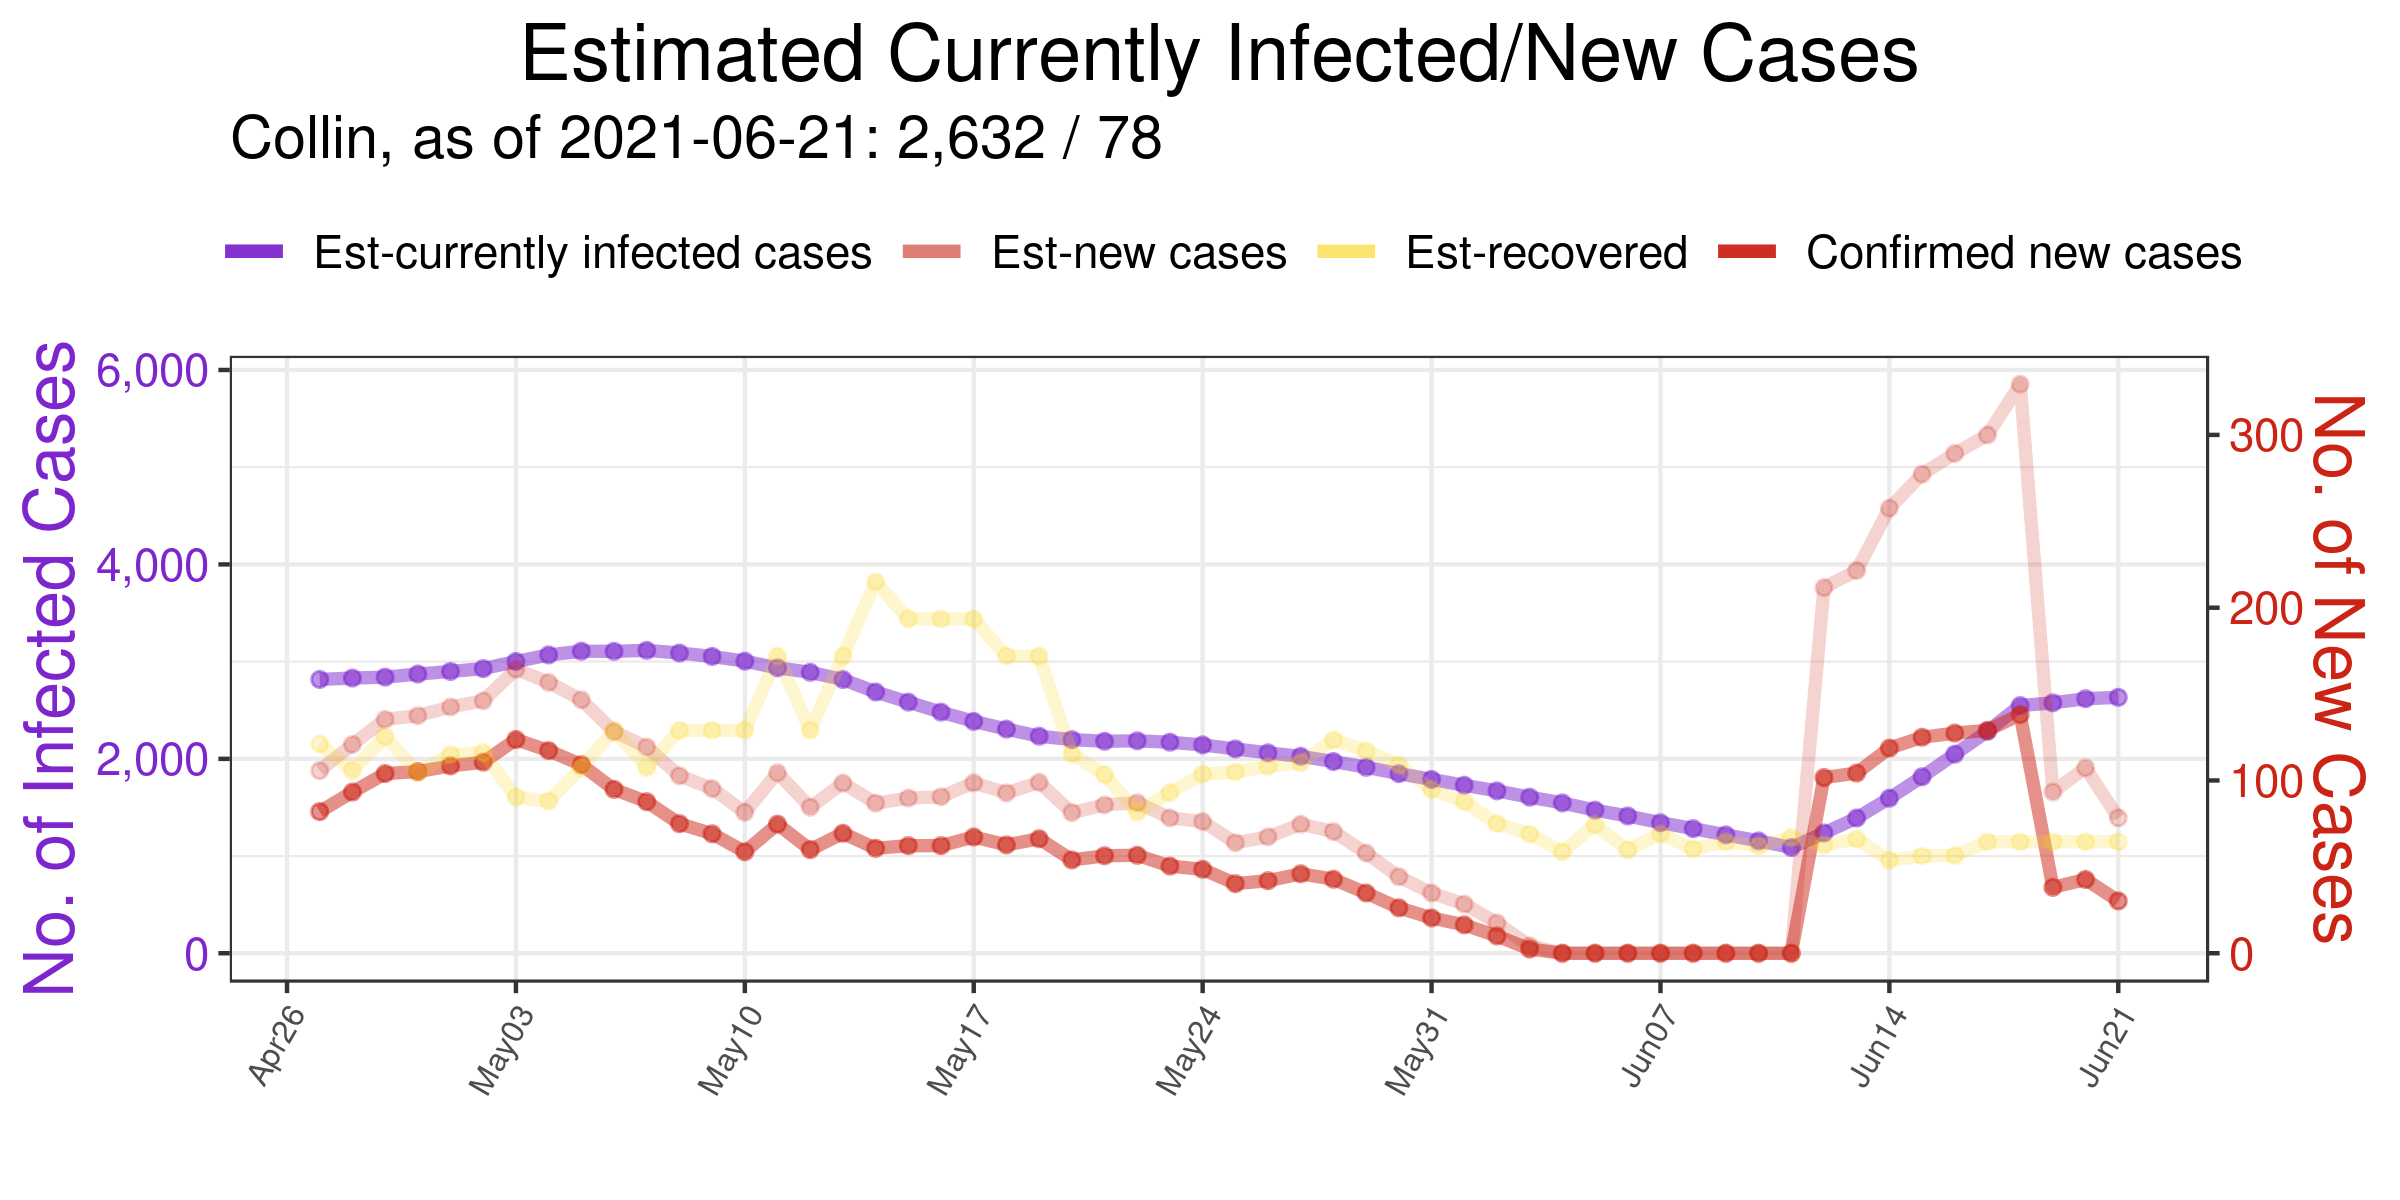 Estimated Currently Infected/New Cases
Collin, as of 2021-06-21: 2,632 / 78
Est-currently infected cases Est-new cases Est-recovered Confirmed new cases
No. of Infected Cases
6,000
4,000
2,000
0
300
200
100
0
No. of New Cases
Apr26 May03 May10 May17 May24 May31 Jun07 Jun14 Jun21